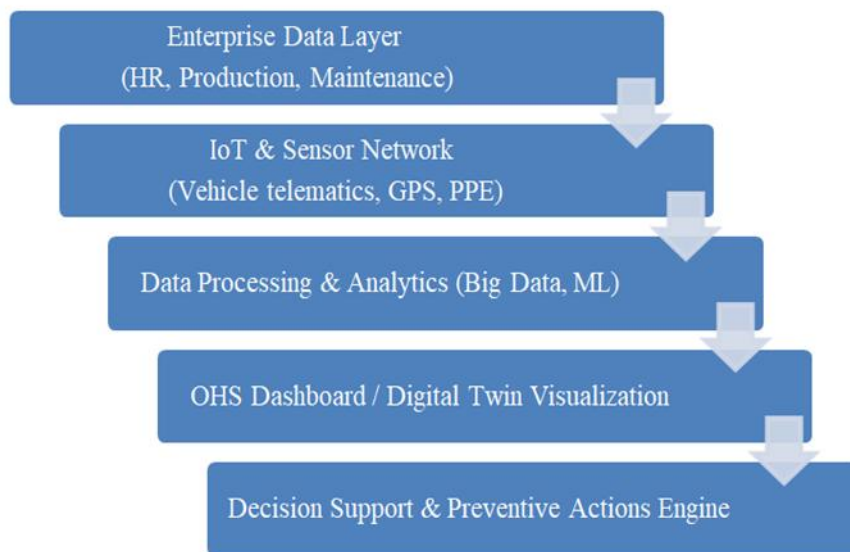 Enterprise Data Layer
(HR, Production, Maintenance)
IoT & Sensor Network
(Vehicle telematics, GPS, PPE)
Data Processing & Analytics (Big Data, ML)
OHS Dashboard / Digital Twin Visualization
Decision Support & Preventive Actions Engine